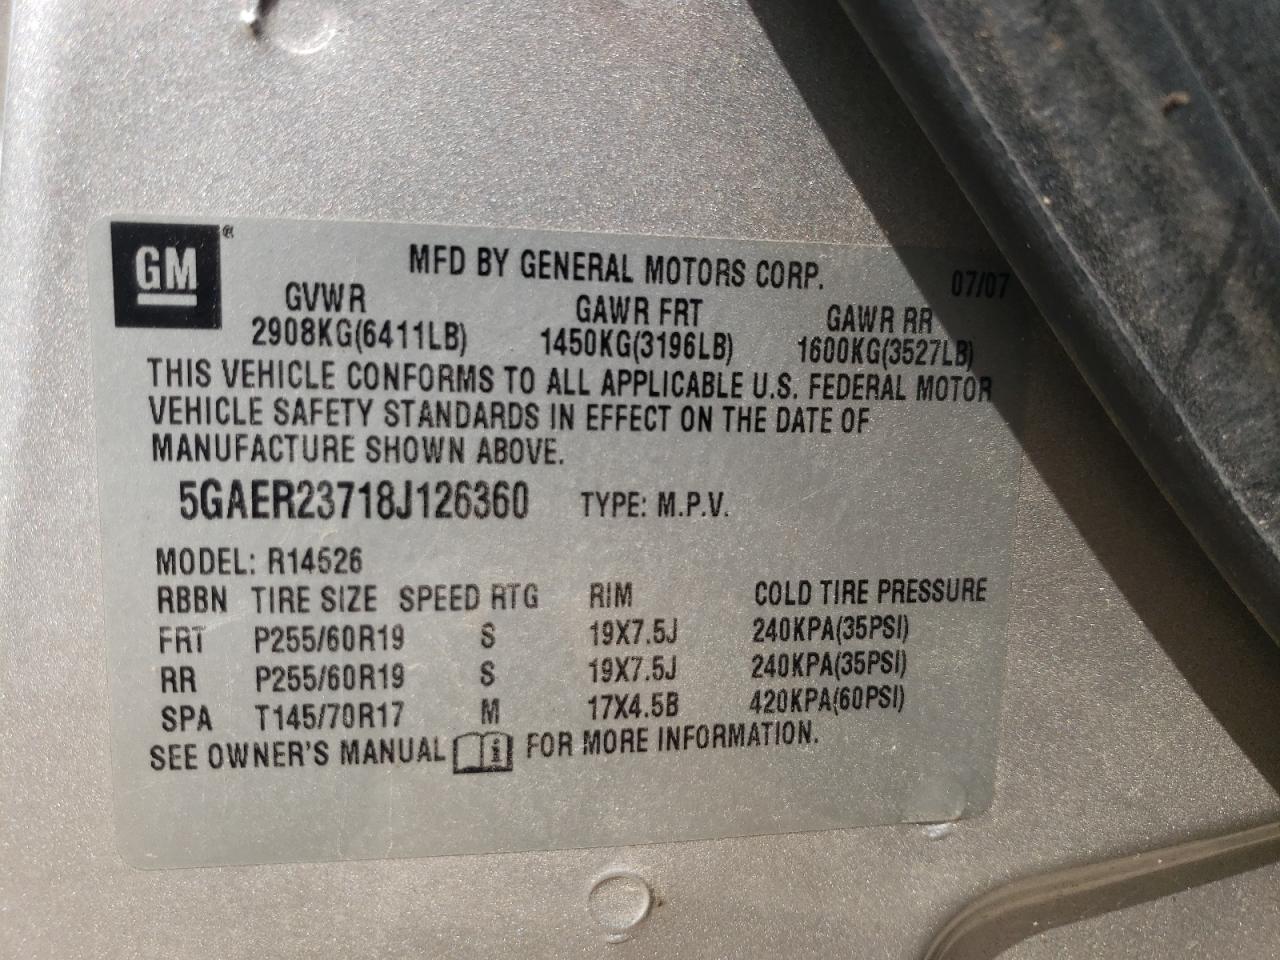 GM ®
MFD BY GENERAL MOTORS CORP. 07/07
GVWR GAWR FRT GAWR RR
2908KG(6411LB) 1450KG(3196LB) 1600KG(3527LB)
THIS VEHICLE CONFORMS TO ALL APPLICABLE U.S. FEDERAL MOTOR
VEHICLE SAFETY STANDARDS IN EFFECT ON THE DATE OF
MANUFACTURE SHOWN ABOVE.
5GAER23718J126360 TYPE: M.P.V.
MODEL: R14526
RBBN TIRE SIZE SPEED RTG RIM COLD TIRE PRESSURE
FRT P255/60R19 S 19X7.5J 240KPA(35PSI)
RR P255/60R19 S 19X7.5J 240KPA(35PSI)
SPA T145/70R17 M 17X4.5B 420KPA(60PSI)
SEE OWNER'S MANUAL i FOR MORE INFORMATION.